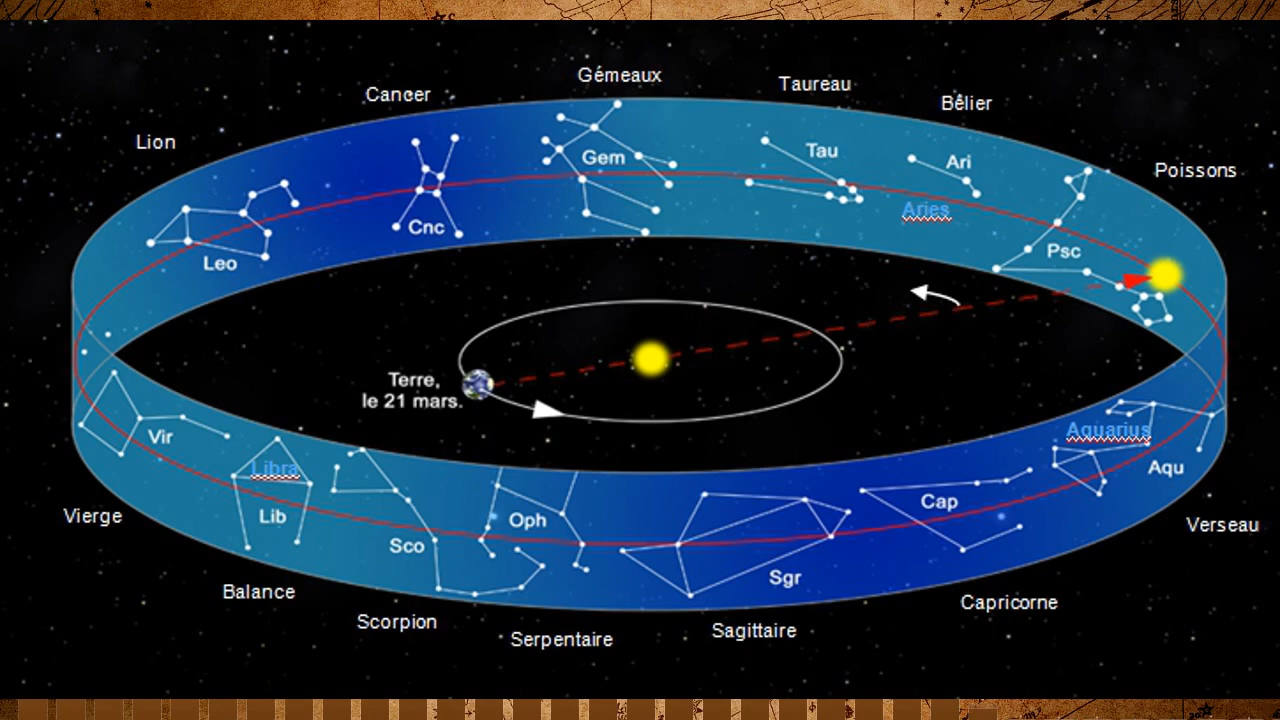 Gémeaux
Taureau
Cancer
Bélier
Lion
Poissons
Gem
Tau
Ari
Aries
Cnc
Psc
Leo
Terre,
le 21 mars.
Vir
Libra
Aquarius
Aqu
Lib
Oph
Cap
Sco
Sgr
Vierge
Verseau
Balance
Capricorne
Scorpion
Serpentaire
Sagittaire